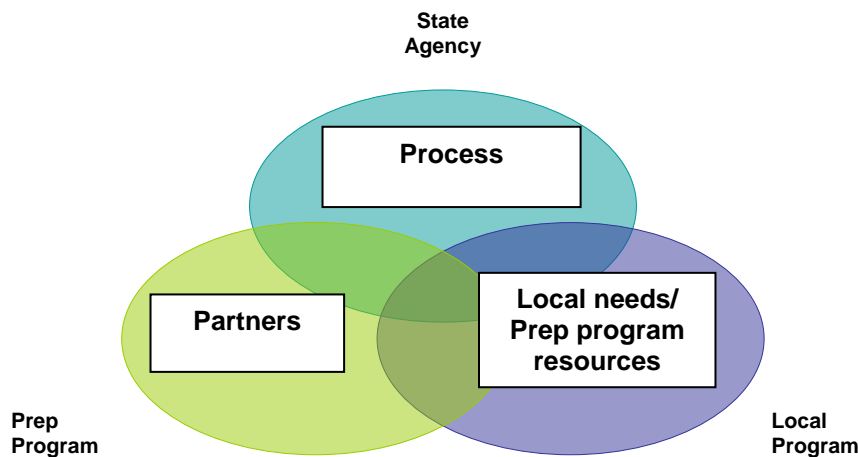 State
Agency
Process
Partners
Local needs/
Prep program
resources
Prep
Program
Local
Program